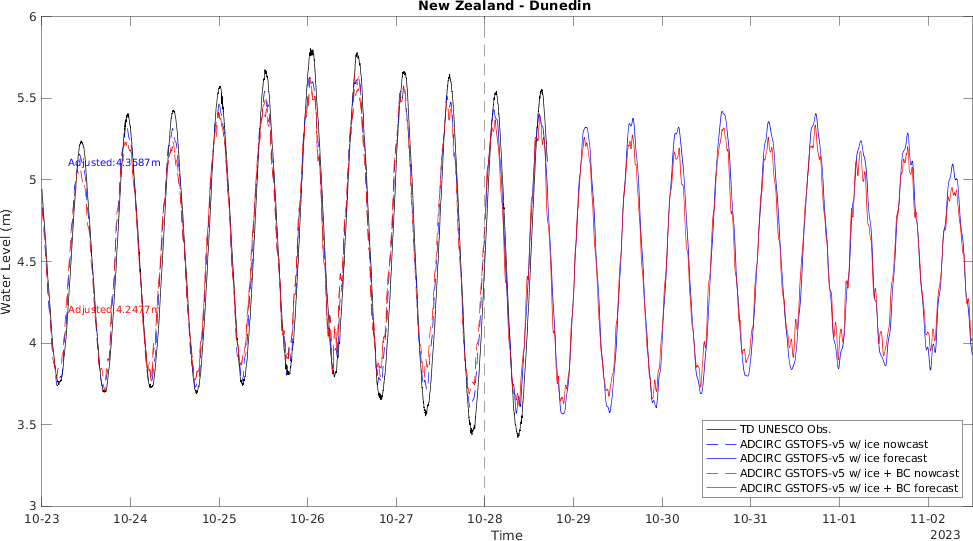 New Zealand - Dunedin
6
5.5
5
4.5
4
3.5
3
Water Level (m)
Adjusted:4.3587m
Adjusted:4.2477m
TD UNESCO Obs.
ADCIRC GSTOFS-v5 w/ ice nowcast
ADCIRC GSTOFS-v5 w/ ice forecast
ADCIRC GSTOFS-v5 w/ ice + BC nowcast
ADCIRC GSTOFS-v5 w/ ice + BC forecast
10-23 10-24 10-25 10-26 10-27 10-28 10-29 10-30 10-31 11-01 11-02
Time
2023